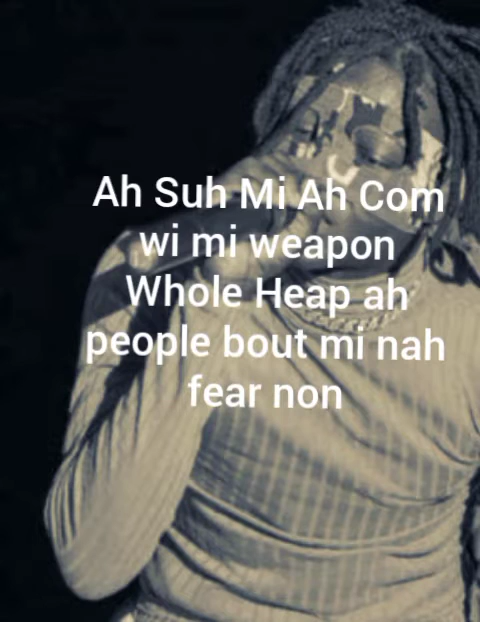 Ah Suh Mi Ah Com
wi mi weapon
Whole Heap ah
people bout mi nah
fear non